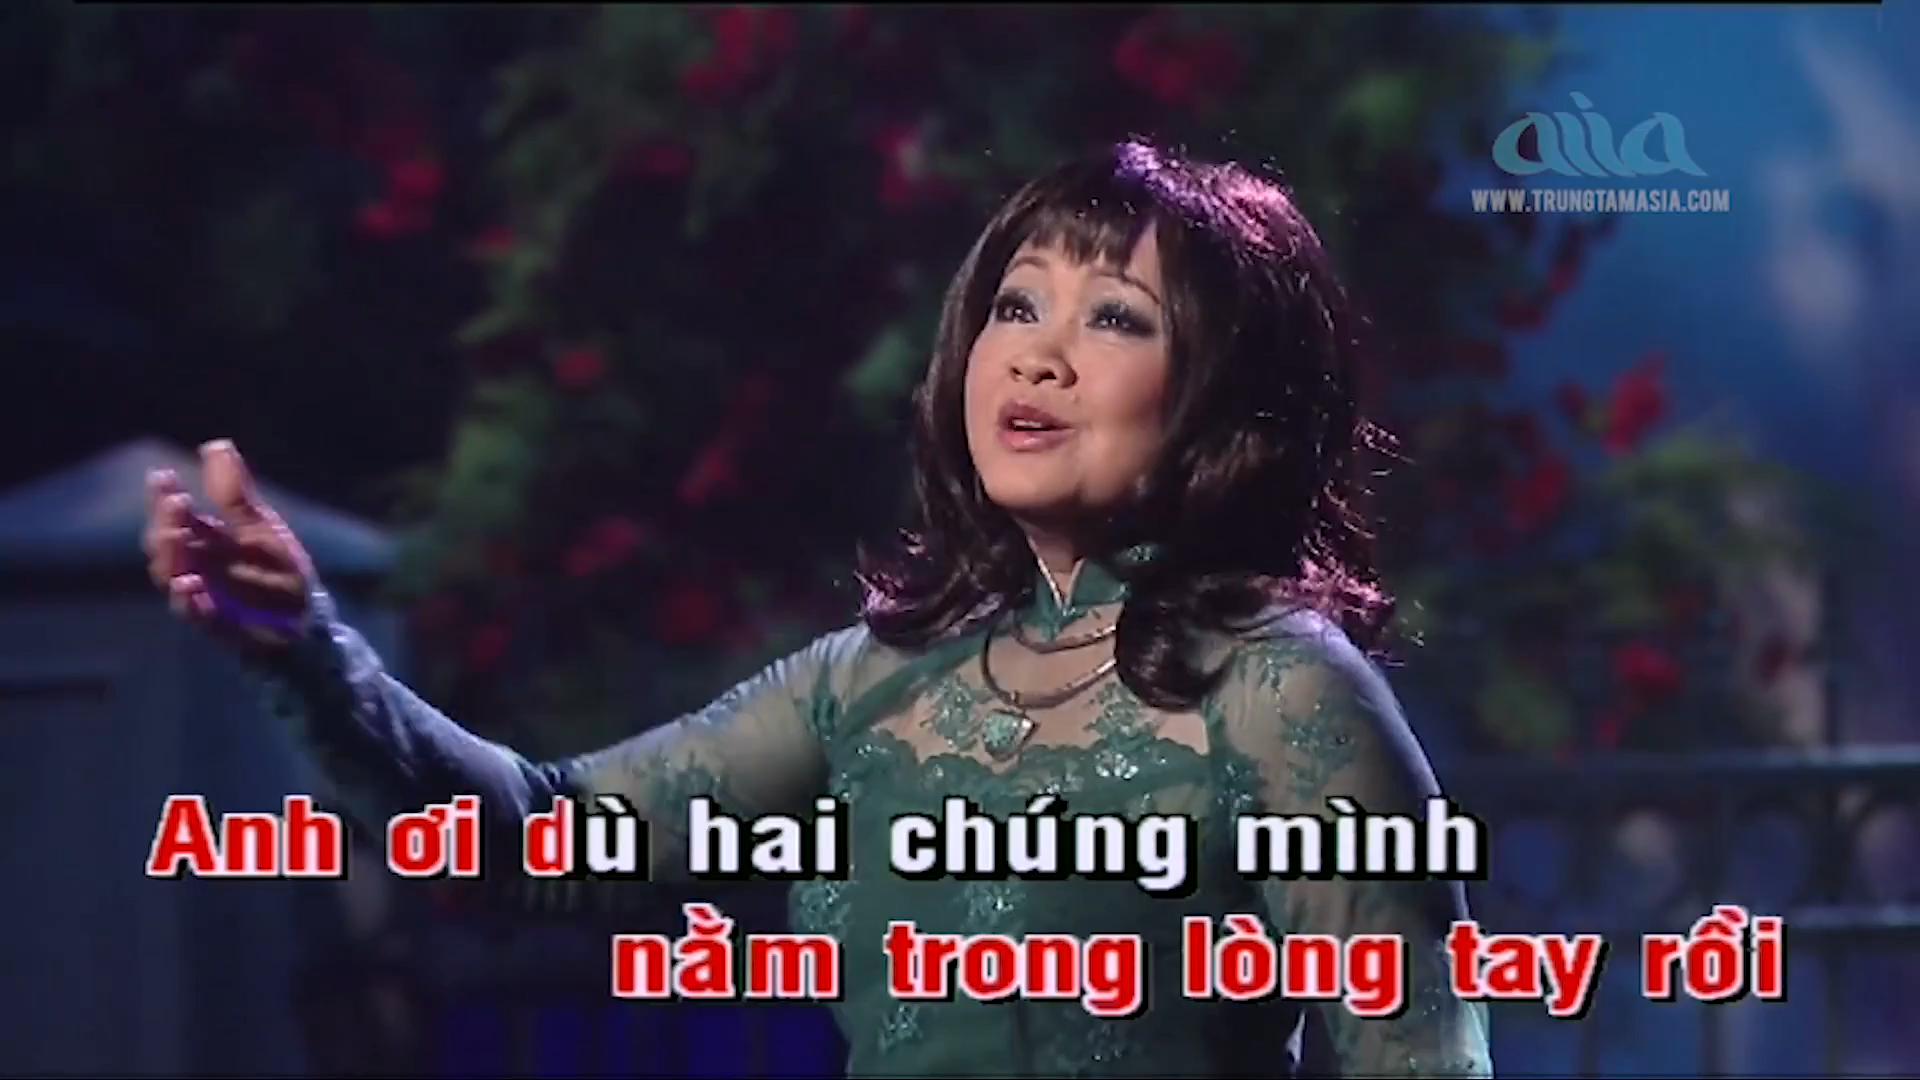 asia
WWW.TRUNGTAMASIA.COM
Anh ơi dù hai chúng mình
nằm trong lòng tay rồi